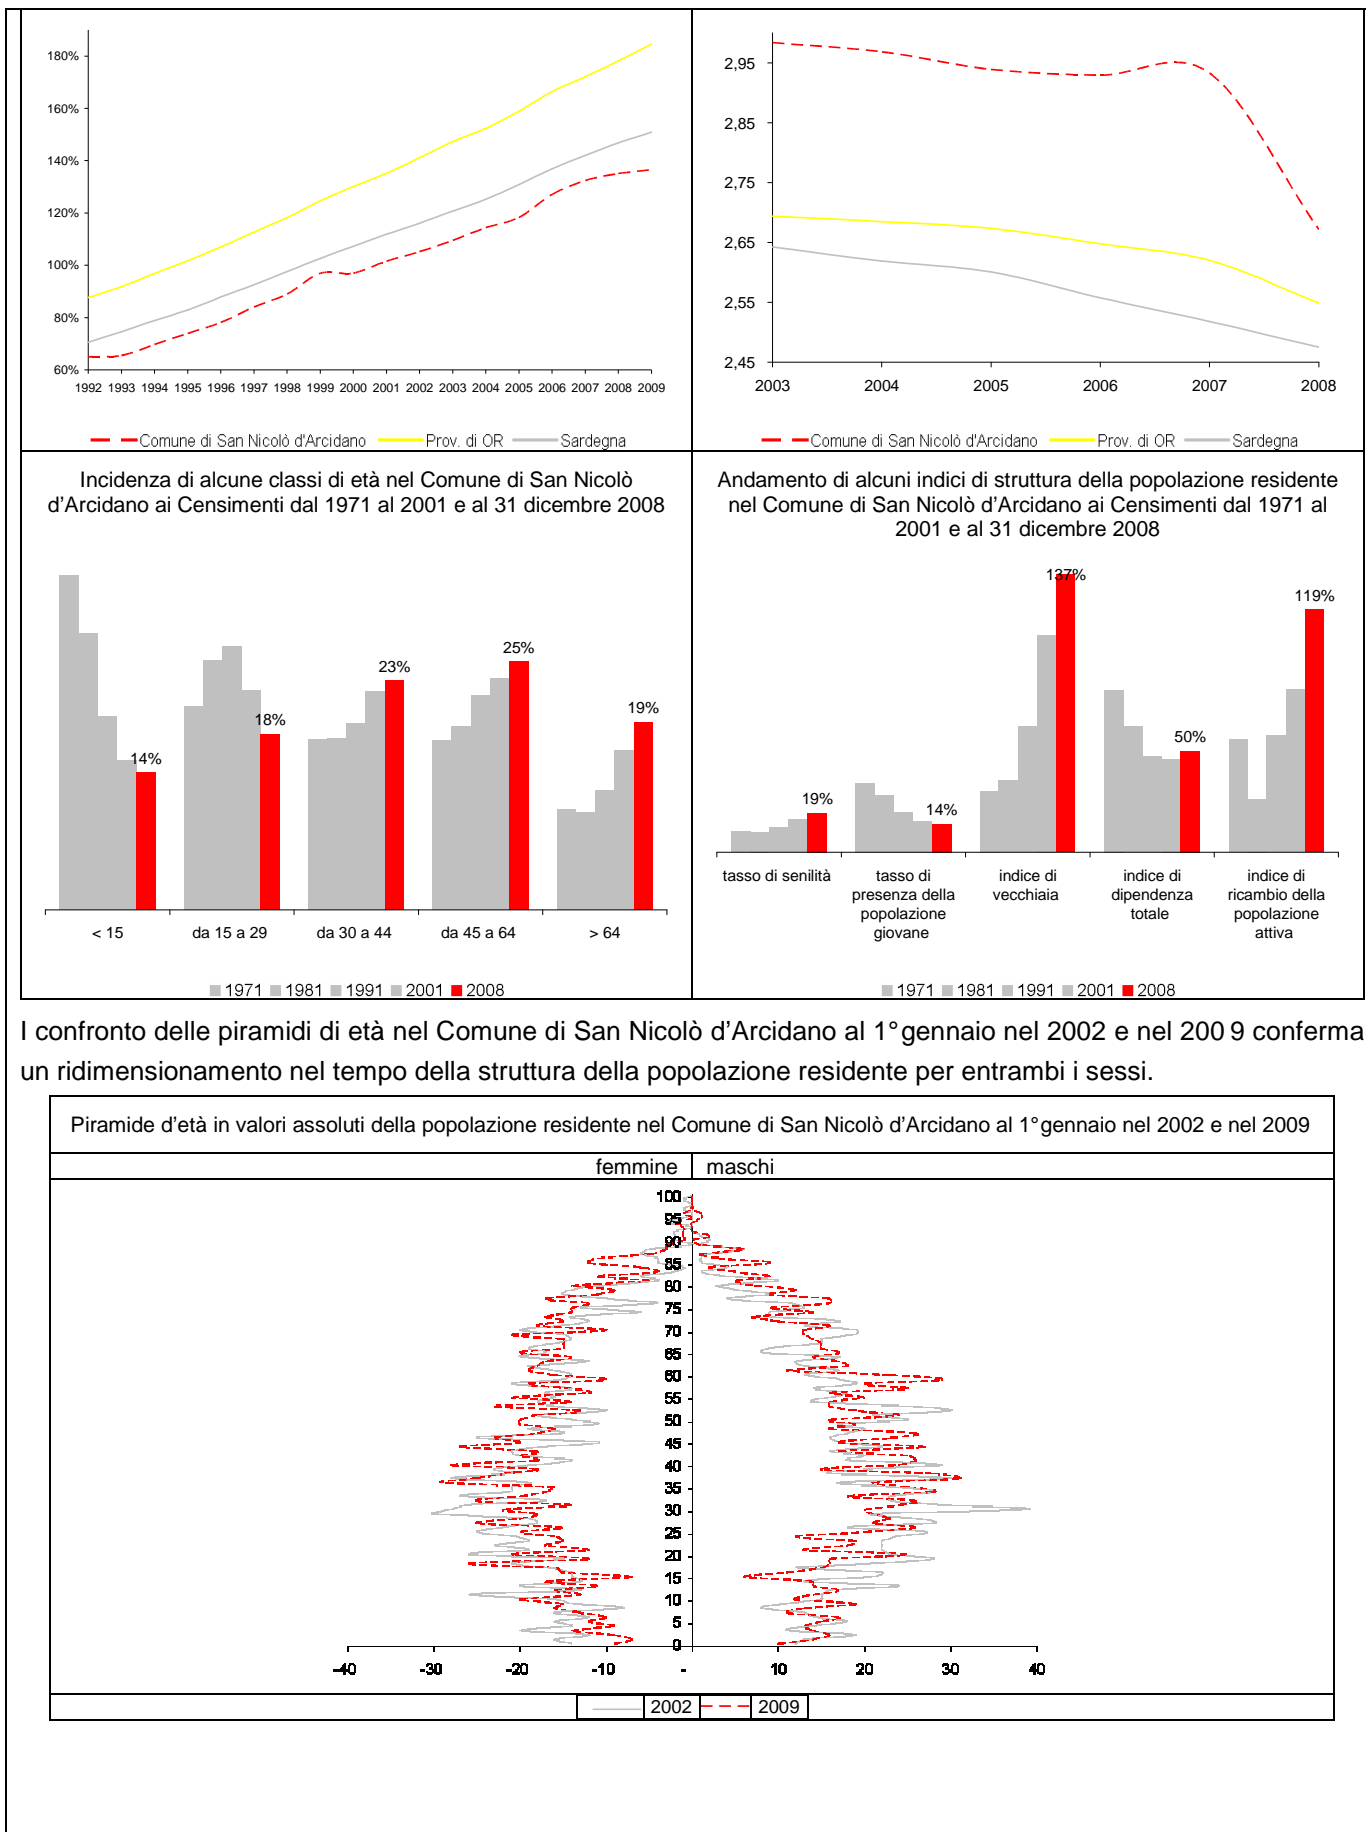 180%
160%
140%
120%
100%
80%
60%
1992 1993 1994 1995 1996 1997 1998 1999 2000 2001 2002 2003 2004 2005 2006 2007 2008 2009
Comune di San Nicolò d'Arcidano Prov. di OR Sardegna
2,95
2,85
2,75
2,65
2,55
2,45
2003 2004 2005 2006 2007 2008
Comune di San Nicolò d'Arcidano Prov. di OR Sardegna
Incidenza di alcune classi di età nel Comune di San Nicolò
d'Arcidano ai Censimenti dal 1971 al 2001 e al 31 dicembre 2008
14%
18%
23%
25%
19%
< 15 da 15 a 29 da 30 a 44 da 45 a 64 > 64
1971 1981 1991 2001 2008
Andamento di alcuni indici di struttura della popolazione residente
nel Comune di San Nicolò d'Arcidano ai Censimenti dal 1971 al
2001 e al 31 dicembre 2008
19%
14%
137%
50%
119%
tasso di senilità
tasso di
presenza della
popolazione
giovane
indice di
vecchiaia
indice di
dipendenza
totale
indice di
ricambio della
popolazione
attiva
1971 1981 1991 2001 2008
I confronto delle piramidi di età nel Comune di San Nicolò d'Arcidano al 1° gennaio nel 2002 e nel 200 9 conferma
un ridimensionamento nel tempo della struttura della popolazione residente per entrambi i sessi.
Piramide d'età in valori assoluti della popolazione residente nel Comune di San Nicolò d'Arcidano al 1° gennaio nel 2002 e nel 2009
femmine maschi
100
95
90
85
80
75
70
65
60
55
50
45
40
35
30
25
20
15
10
5
0
-40 -30 -20 -10 - 10 20 30 40
2002 2009